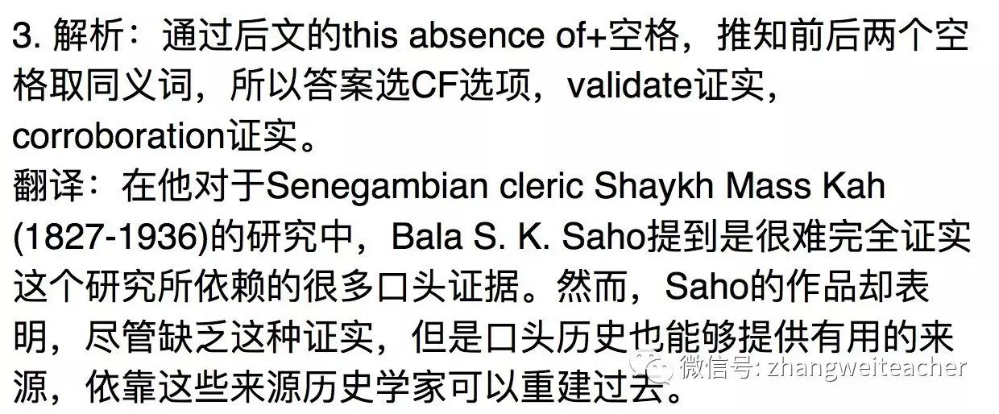 3. 解析：通过后文的this absence of+空格，推知前后两个空
格取同义词，所以答案选CF选项，validate证实，
corroboration证实。
翻译：在他对于Senegambian cleric Shaykh Mass Kah
(1827-1936)的研究中，Bala S. K. Saho提到是很难完全证实
这个研究所依赖的很多口头证据。然而，Saho的作品却表
明，尽管缺乏这种证实，但是口头历史也能够提供有用的来
源，依靠这些来源历史学家可以重建过去。
微信号: zhangweiteacher